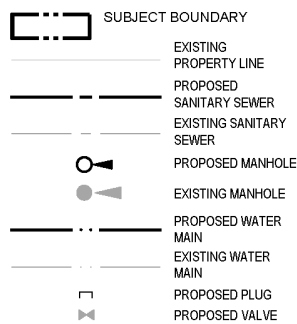 SUBJECT BOUNDARY
EXISTING
PROPERTY LINE
PROPOSED
SANITARY SEWER
EXISTING SANITARY
SEWER
PROPOSED MANHOLE
EXISTING MANHOLE
PROPOSED WATER
MAIN
EXISTING WATER
MAIN
PROPOSED PLUG
PROPOSED VALVE